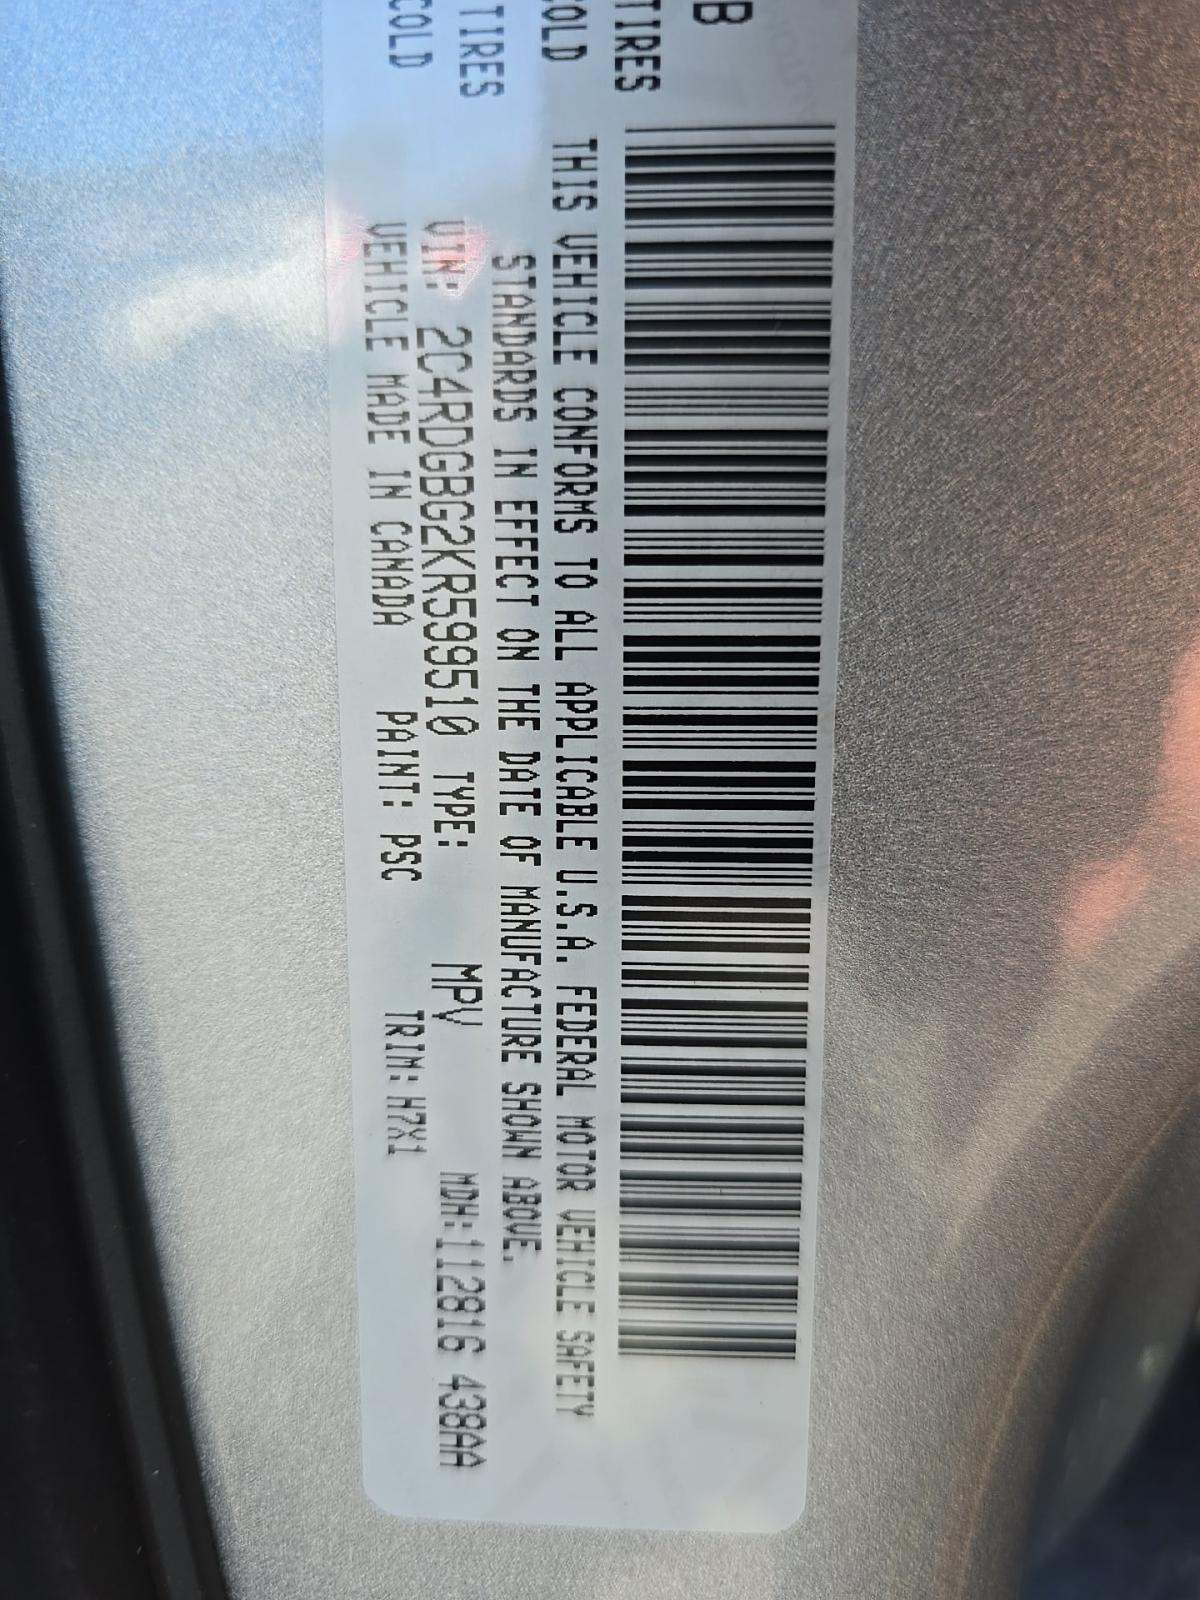 B
TIRES
COLD
TIRES
COLD
THIS VEHICLE CONFORMS TO ALL APPLICABLE U.S.A. FEDERAL MOTOR VEHICLE SAFETY
STANDARDS IN EFFECT ON THE DATE OF MANUFACTURE SHOWN ABOVE.
VIN: 2C4RDGBG2KR599510 TYPE: MPV MDH:112816 438AA
VEHICLE MADE IN CANADA PAINT: PSC TRIM: H7X1